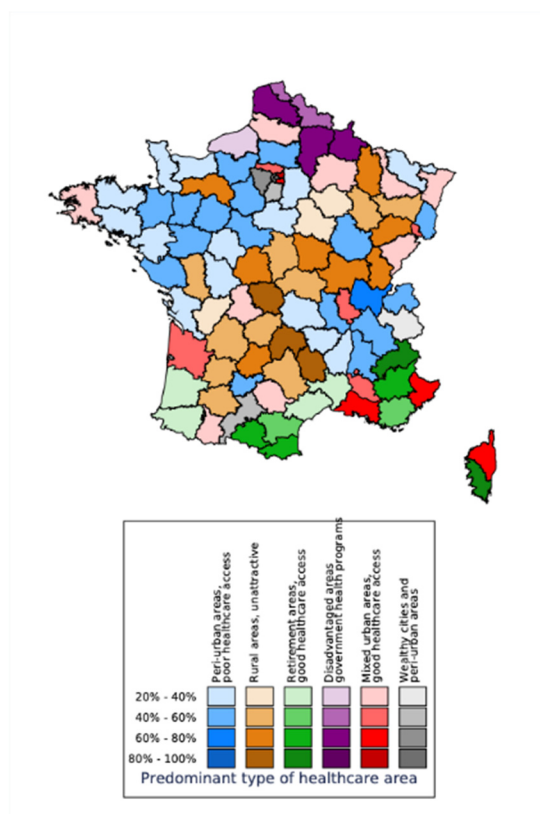 Peri-urban areas,
poor healthcare access
Rural areas, unattractive
Retirement areas,
good healthcare access
Disadvantaged areas
government health programs
Mixed urban areas,
good healthcare access
Wealthy cities and
peri-urban areas
20% - 40%
40% - 60%
60% - 80%
80% - 100%
Predominant type of healthcare area